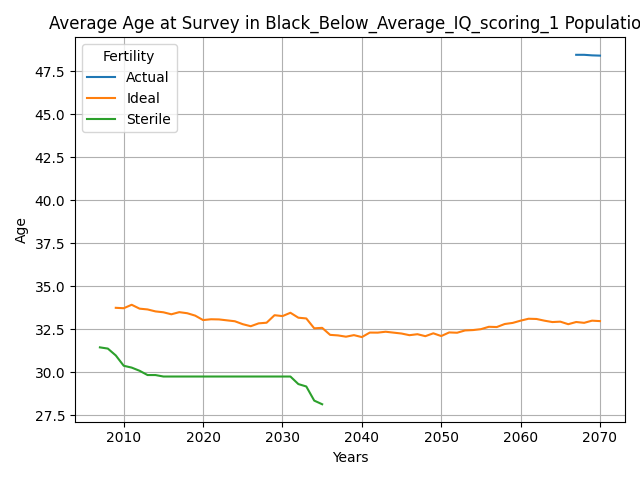 Average Age at Survey in Black_Below_Average_IQ_scoring_1 Populatio
Fertility
Actual
Ideal
Sterile
47.5
45.0
42.5
40.0
37.5
35.0
32.5
30.0
27.5
Age
2010 2020 2030 2040 2050 2060 2070
Years